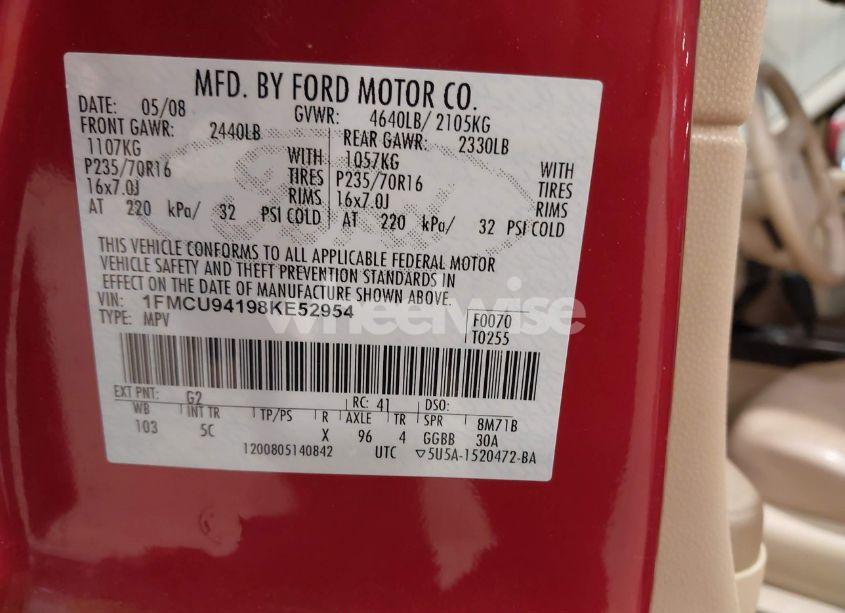 MFD. BY FORD MOTOR CO.
DATE: 05/08 GVWR: 4640LB/ 2105KG
FRONT GAWR: 2440LB REAR GAWR: 2330LB
1107KG WITH 1057KG WITH
P235/70R16 TIRES P235/70R16 TIRES
16x7.0J RIMS 16x7.0J RIMS
AT 220 kPa/ 32 PSI COLD AT 220 kPa/ 32 PSI COLD
THIS VEHICLE CONFORMS TO ALL APPLICABLE FEDERAL MOTOR
VEHICLE SAFETY AND THEFT PREVENTION STANDARDS IN
EFFECT ON THE DATE OF MANUFACTURE SHOWN ABOVE.
VIN: 1FMCU94198KE52954
TYPE: MPV F0070
T0255
wheelwise
EXT PNT: G2 RC: 41 DSO:
WB INT TR TP/PS R AXLE TR SPR 8M71B
103 5C X 96 4 GGBB 30A
1200805140842 UTC ▽5U5A-1520472-BA